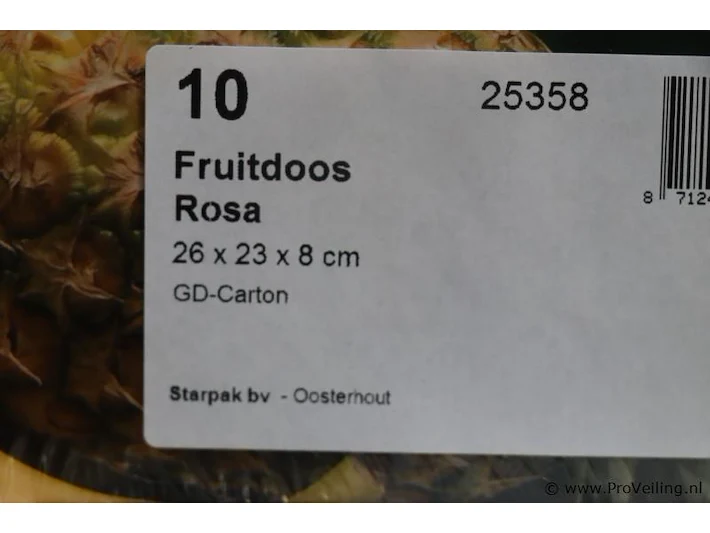 10
25358
Fruitdoos
Rosa
26 x 23 x 8 cm
GD-Carton
8 7124
Starpak bv - Oosterhout
© www.ProVeiling.nl